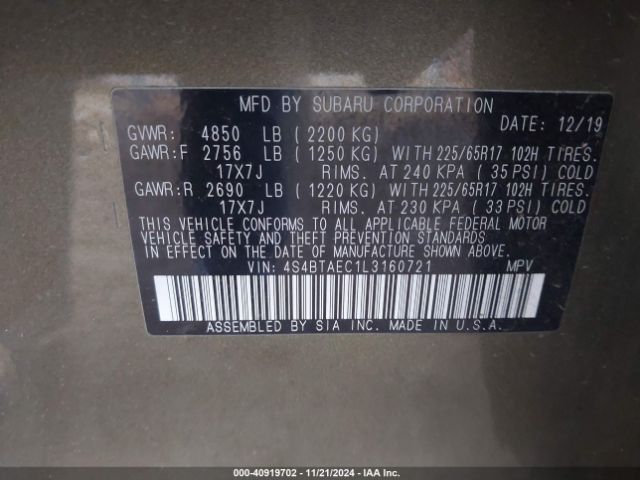 MFD BY SUBARU CORPORATION
DATE: 12/19
GVWR: 4850 LB ( 2200 KG)
GAWR:F 2756 LB ( 1250 KG) WITH 225/65R17 102H TIRES.
17X7J RIMS. AT 240 KPA ( 35 PSI) COLD
GAWR:R 2690 LB ( 1220 KG) WITH 225/65R17 102H TIRES.
17X7J RIMS. AT 230 KPA ( 33 PSI) COLD
THIS VEHICLE CONFORMS TO ALL APPLICABLE FEDERAL MOTOR
VEHICLE SAFETY AND THEFT PREVENTION STANDARDS
IN EFFECT ON THE DATE OF MANUFACTURE SHOWN ABOVE.
VIN: 4S4BTAEC1L3160721 MPV
ASSEMBLED BY SIA INC. MADE IN U.S.A.
000-40919702 - 11/21/2024 - IAAI.COM